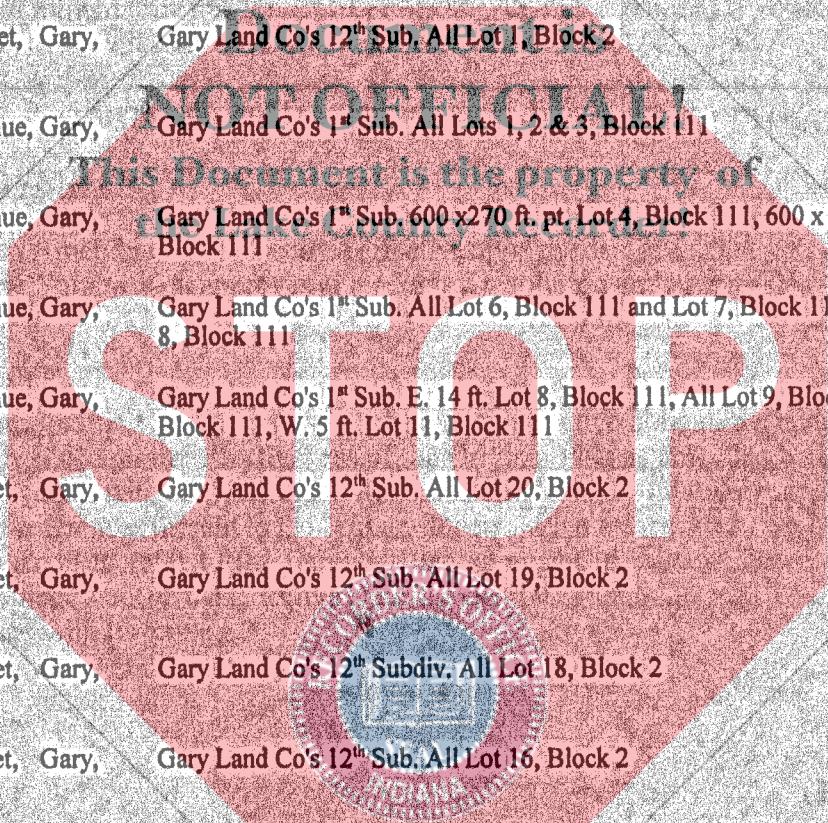 Document is
et, Gary, Gary Land Co's 12th Sub. All Lot 1, Block 2
NOT OFFICIAL!
ue, Gary, Gary Land Co's 1st Sub. All Lots 1, 2 & 3, Block 111
This Document is the property of
the Lake County Recorder!
ue, Gary, Gary Land Co's 1st Sub. 600 x270 ft. pt. Lot 4, Block 111, 600 x
Block 111
ue, Gary, Gary Land Co's 1st Sub. All Lot 6, Block 111 and Lot 7, Block 11
8, Block 111
STOP
ue, Gary, Gary Land Co's 1st Sub. E. 14 ft. Lot 8, Block 111, All Lot 9, Bloc
Block 111, W. 5 ft. Lot 11, Block 111
et, Gary, Gary Land Co's 12th Sub. All Lot 20, Block 2
et, Gary, Gary Land Co's 12th Sub. All Lot 19, Block 2
RECORDER'S OFFICE
et, Gary, Gary Land Co's 12th Subdiv. All Lot 18, Block 2
et, Gary, Gary Land Co's 12th Sub. All Lot 16, Block 2
INDIANA